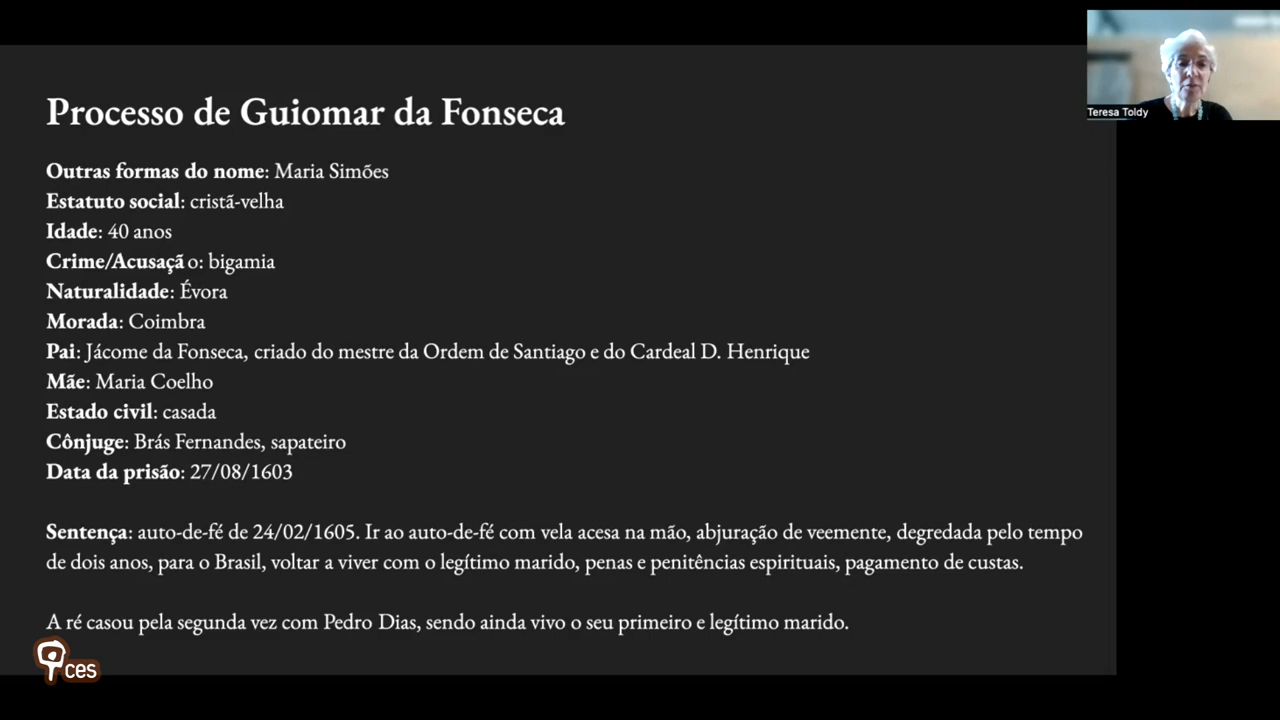 Processo de Guiomar da Fonseca
Teresa Toldy
Outras formas do nome: Maria Simões
Estatuto social: cristã-velha
Idade: 40 anos
Crime/Acusaçã o: bigamia
Naturalidade: Évora
Morada: Coimbra
Pai: Jácome da Fonseca, criado do mestre da Ordem de Santiago e do Cardeal D. Henrique
Mãe: Maria Coelho
Estado civil: casada
Cônjuge: Brás Fernandes, sapateiro
Data da prisão: 27/08/1603
Sentença: auto-de-fé de 24/02/1605. Ir ao auto-de-fé com vela acesa na mão, abjuração de veemente, degredada pelo tempo
de dois anos, para o Brasil, voltar a viver com o legítimo marido, penas e penitências espirituais, pagamento de custas.
A ré casou pela segunda vez com Pedro Dias, sendo ainda vivo o seu primeiro e legítimo marido.
ces